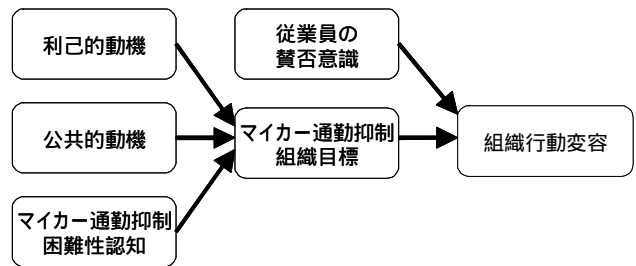 利己的動機
公共的動機
マイカー通勤抑制
困難性認知
従業員の
賛否意識
マイカー通勤抑制
組織目標
組織行動変容